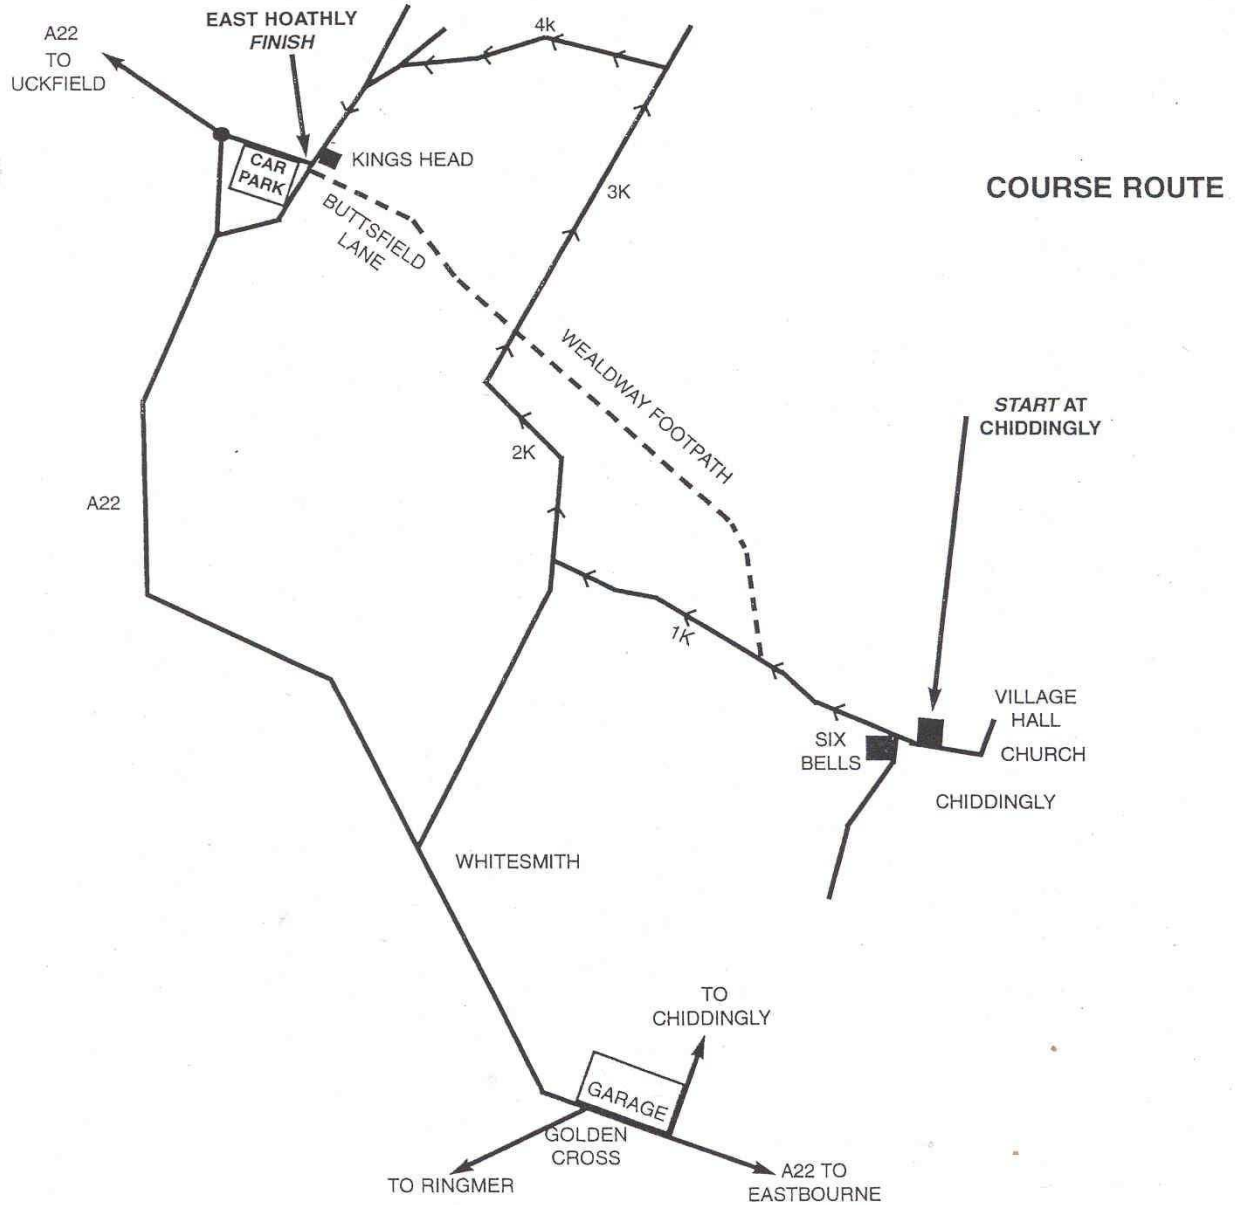 A22
TO
UCKFIELD
EAST HOATHLY
FINISH
4k
CAR
PARK
KINGS HEAD
BUTTSFIELD
LANE
3K
COURSE ROUTE
WEALDWAY FOOTPATH
START AT
CHIDDINGLY
2K
A22
1K
VILLAGE
HALL
SIX
BELLS
CHURCH
CHIDDINGLY
WHITESMITH
TO
CHIDDINGLY
GARAGE
GOLDEN
CROSS
TO RINGMER
A22 TO
EASTBOURNE